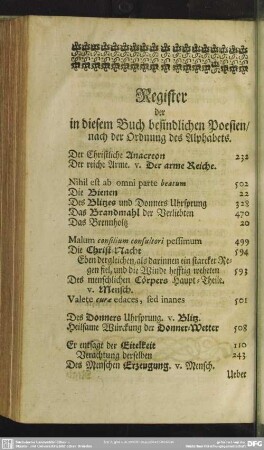 Register
der
in diesem Buch befindlichen Poesien/
nach der Ordnung des Alphabets.
Der Christliche Anacreon 232
Der reiche Arme. v. Der arme Reiche.
Nihil est ab omni parte beatum 502
Die Bienen 22
Des Blitzes und Donners Uhrsprung 328
Das Brandmahl der Verliebten 470
Das Brennholtz 20
Malum consilium consultori pessimum 499
Die Christ-Nacht 594
Eben dergleichen, als darinnen ein starcker Re-
gen fiel, und die Winde hefftig weheten 593
Des menschlichen Cörpers Haupt-Theile.
v. Mensch.
Valete curæ edaces, sed inanes 501
Des Donners Uhrsprung. v. Blitz.
Heilsame Würckung der Donner-Wetter 508
Er entsagt der Eitelkeit 110
Verachtung derselben 243
Des Menschen Erzeugung. v. Mensch.
Ueber